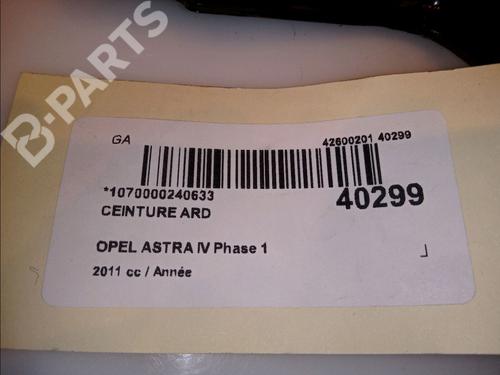 B-PARTS
GA
42600201 40299
*1070000240633
40299
CEINTURE ARD
OPEL ASTRA IV Phase 1
2011 cc / Année